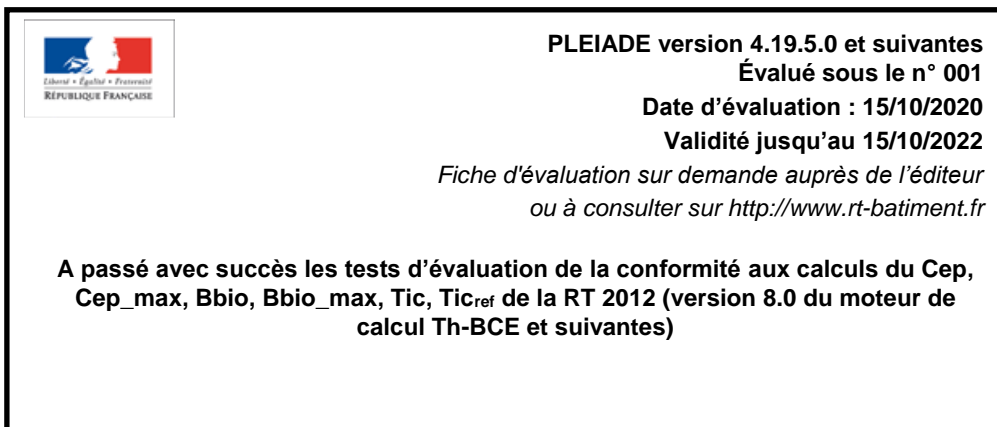 Liberté • Égalité • Fraternité
RÉPUBLIQUE FRANÇAISE
PLEIADE version 4.19.5.0 et suivantes
Évalué sous le n° 001
Date d’évaluation : 15/10/2020
Validité jusqu’au 15/10/2022
Fiche d'évaluation sur demande auprès de l’éditeur
ou à consulter sur http://www.rt-batiment.fr
A passé avec succès les tests d’évaluation de la conformité aux calculs du Cep,
Cep_max, Bbio, Bbio_max, Tic, Ticref de la RT 2012 (version 8.0 du moteur de
calcul Th-BCE et suivantes)